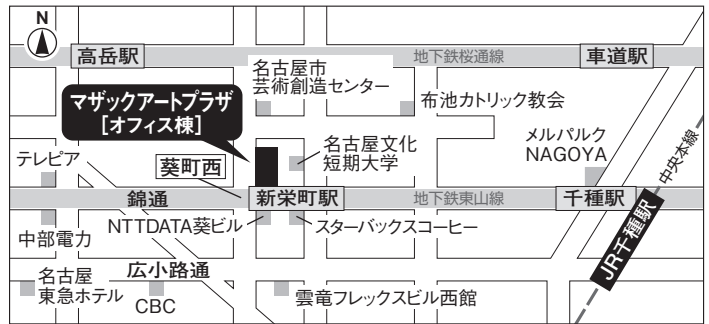 N
高岳駅
地下鉄桜通線
車道駅
名古屋市
芸術創造センター
マザックアートプラザ
[オフィス棟]
布池カトリック教会
メルパルク
NAGOYA
中央本線
テレピア
葵町西
名古屋文化
短期大学
錦通
新栄町駅
地下鉄東山線
千種駅
JR千種駅
中部電力
NTTDATA葵ビル
スターバックスコーヒー
広小路通
名古屋
東急ホテル
CBC
雲竜フレックスビル西館